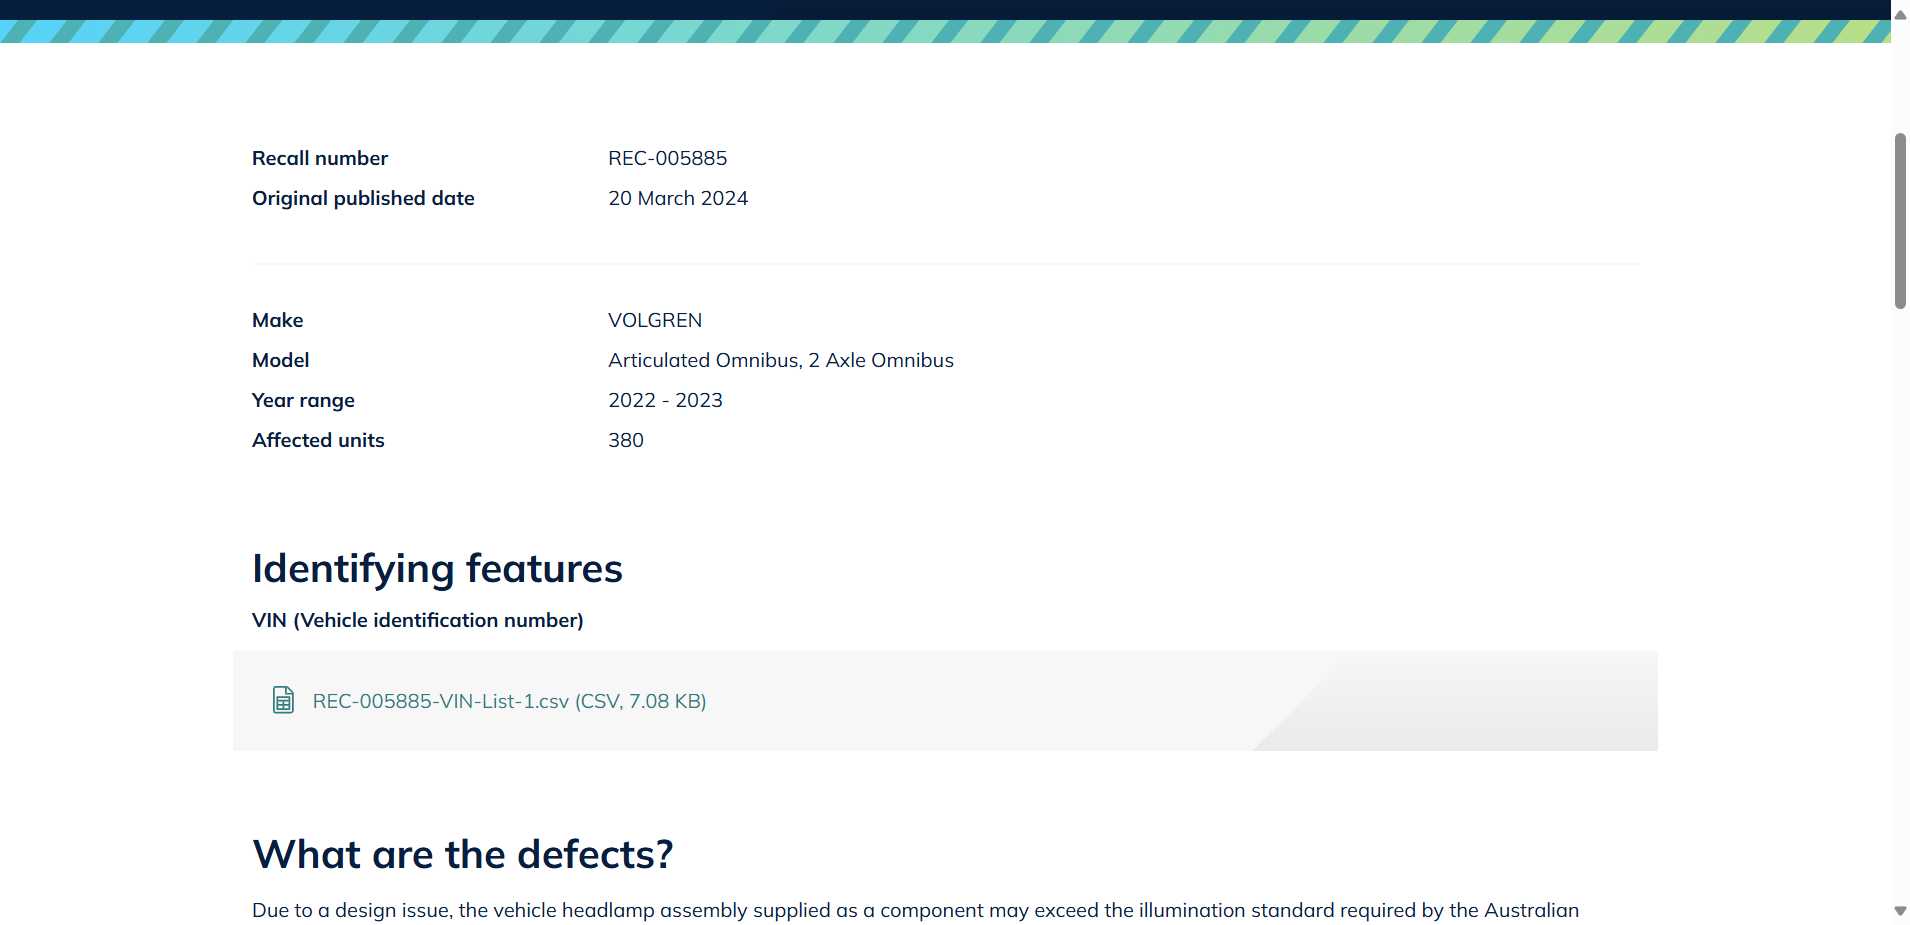 Recall number REC-005885
Original published date 20 March 2024
Make VOLGREN
Model Articulated Omnibus, 2 Axle Omnibus
Year range 2022 - 2023
Affected units 380
Identifying features
VIN (Vehicle identification number)
REC-005885-VIN-List-1.csv (CSV, 7.08 KB)
What are the defects?
Due to a design issue, the vehicle headlamp assembly supplied as a component may exceed the illumination standard required by the Australian